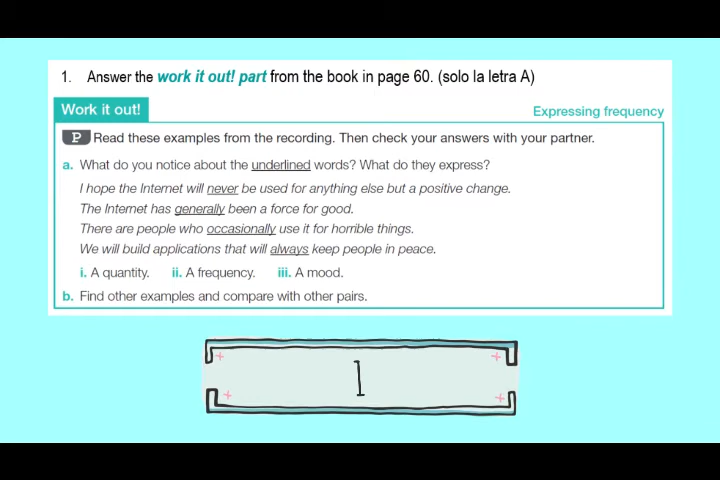 1. Answer the work it out! part from the book in page 60. (solo la letra A)
Work it out!
Expressing frequency
P Read these examples from the recording. Then check your answers with your partner.
a. What do you notice about the underlined words? What do they express?
I hope the Internet will never be used for anything else but a positive change.
The Internet has generally been a force for good.
There are people who occasionally use it for horrible things.
We will build applications that will always keep people in peace.
i. A quantity. ii. A frequency. iii. A mood.
b. Find other examples and compare with other pairs.
1